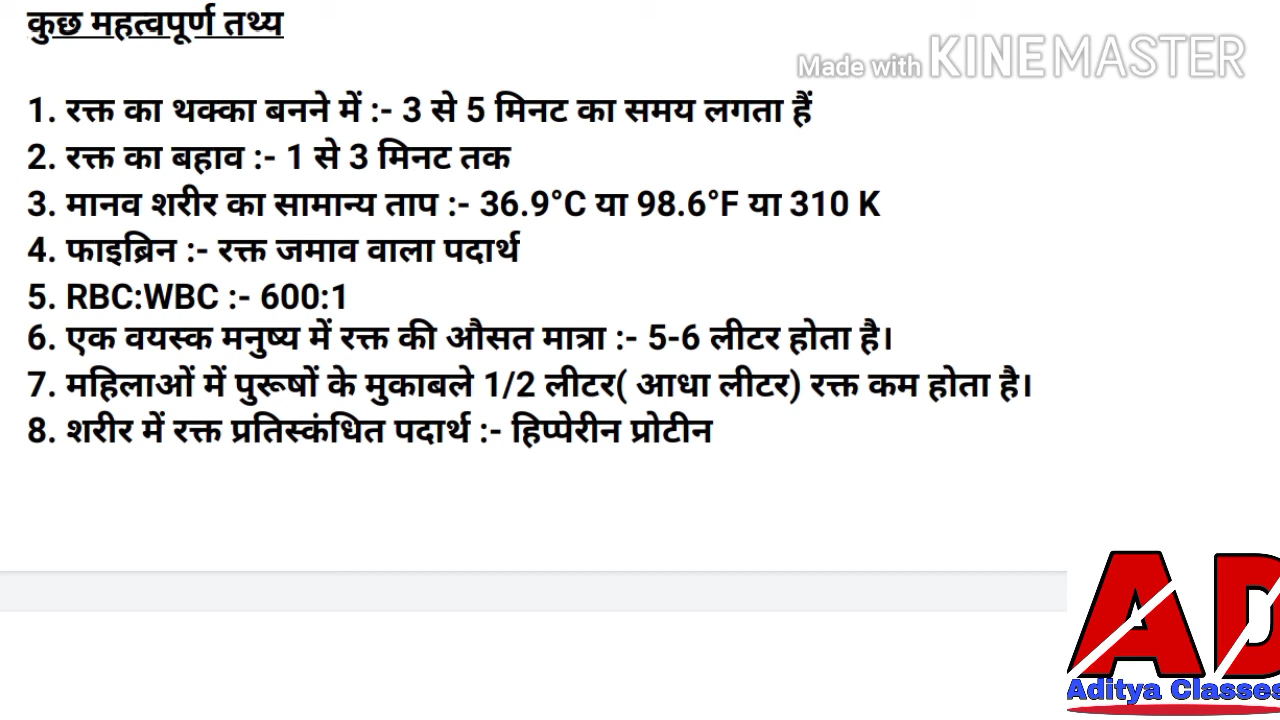 कुछ महत्वपूर्ण तथ्य
Made with KINEMASTER
1. रक्त का थक्का बनने में :- 3 से 5 मिनट का समय लगता हैं
2. रक्त का बहाव :- 1 से 3 मिनट तक
3. मानव शरीर का सामान्य ताप :- 36.9°C या 98.6°F या 310 K
4. फाइब्रिन :- रक्त जमाव वाला पदार्थ
5. RBC:WBC :- 600:1
6. एक वयस्क मनुष्य में रक्त की औसत मात्रा :- 5-6 लीटर होता है।
7. महिलाओं में पुरूषों के मुकाबले 1/2 लीटर( आधा लीटर) रक्त कम होता है।
8. शरीर में रक्त प्रतिस्कंधित पदार्थ :- हिप्पेरीन प्रोटीन
AD
Aditya Classes